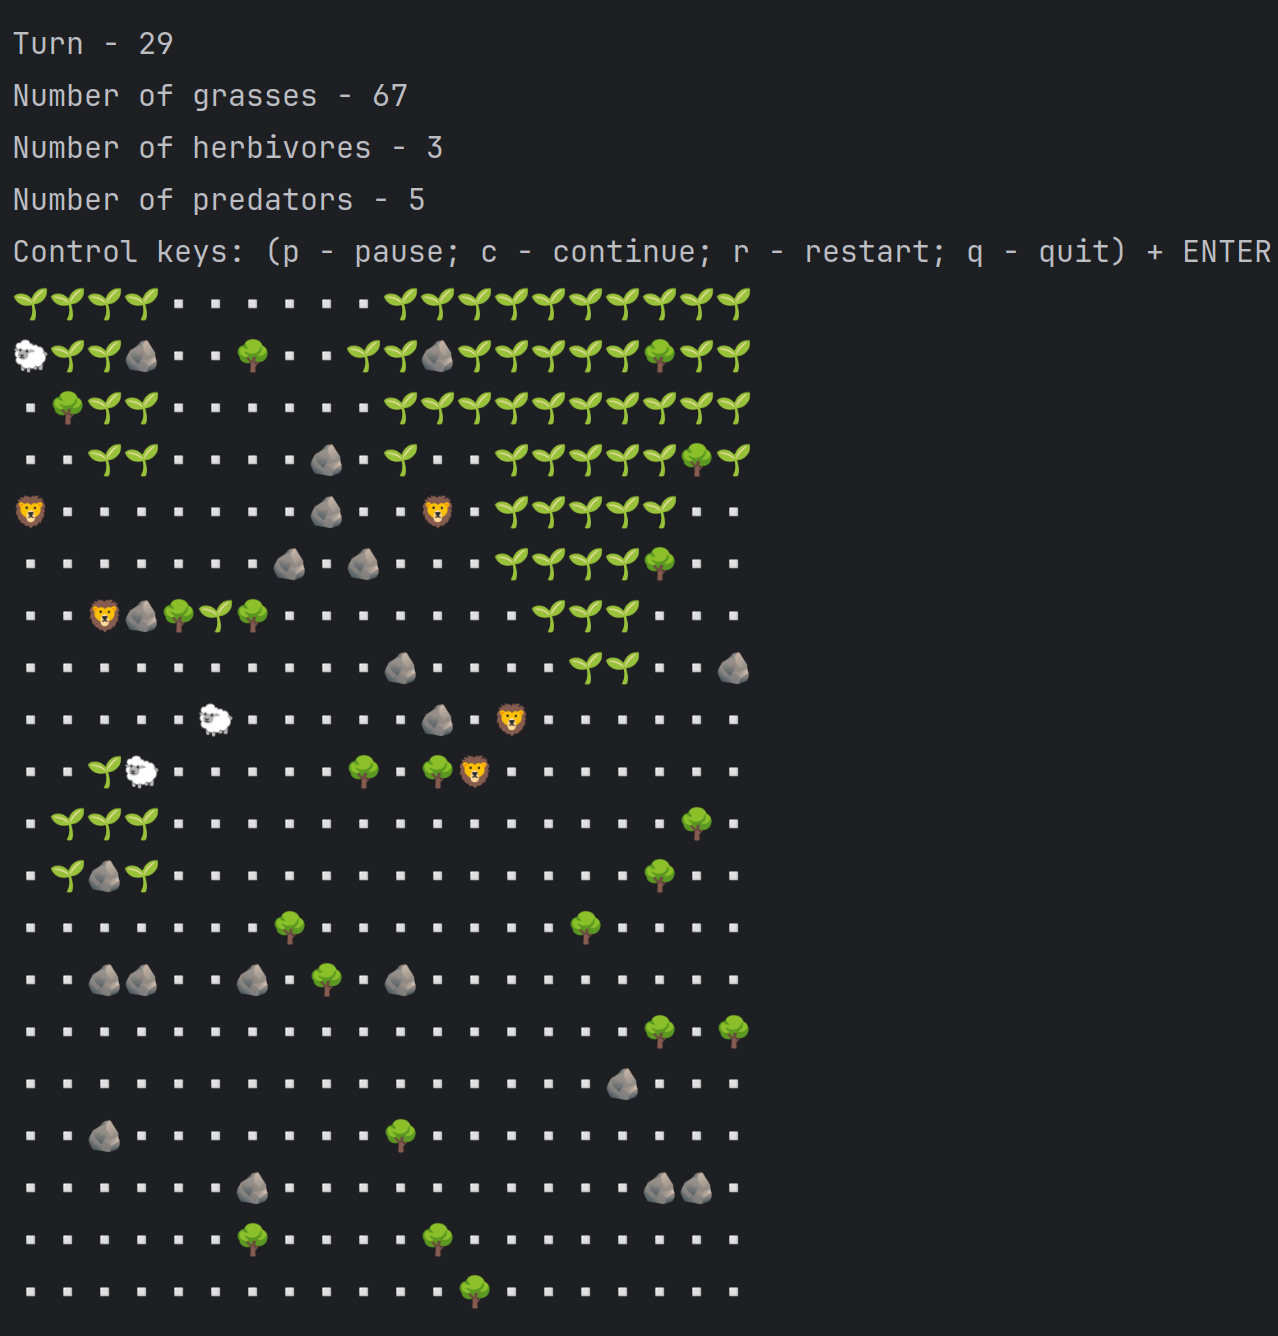 Turn - 29
Number of grasses - 67
Number of herbivores - 3
Number of predators - 5
Control keys: (p - pause; c - continue; r - restart; q - quit) + ENTER